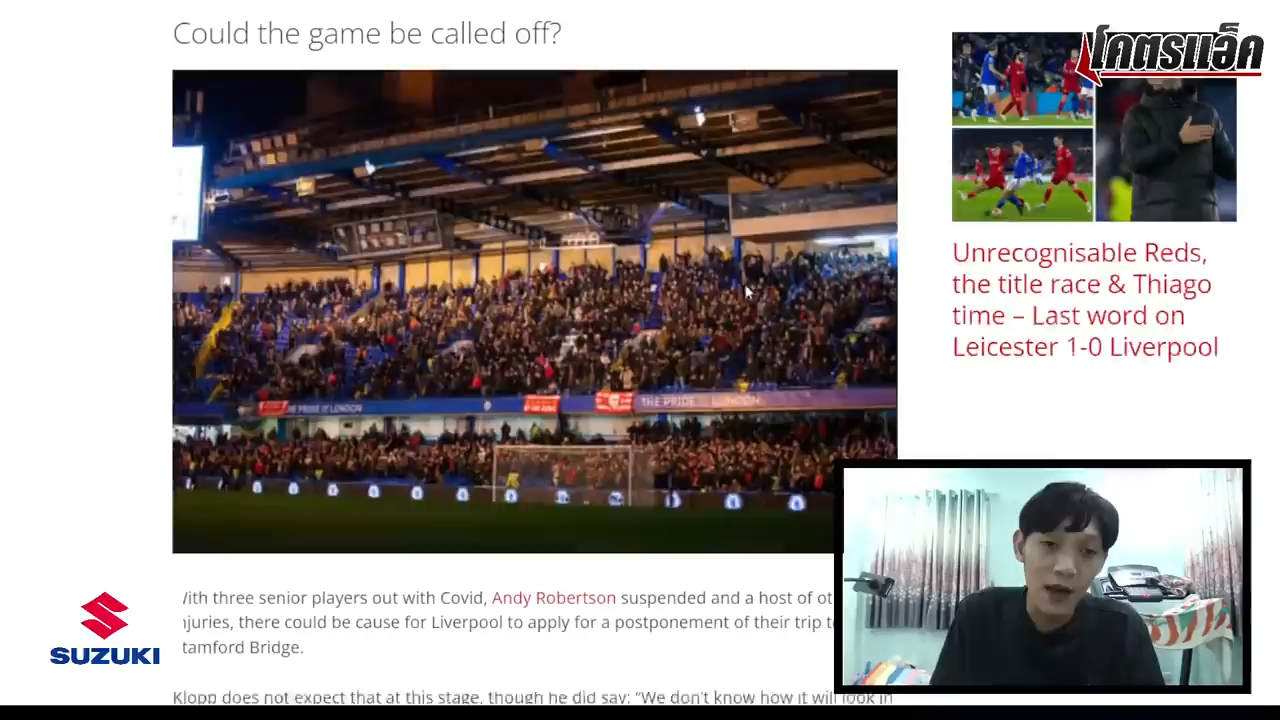 Could the game be called off?
โคตรแอ็ค
THE PRIDE OF LONDON
THE PRIDE OF LONDON
Unrecognisable Reds,
the title race & Thiago
time – Last word on
Leicester 1-0 Liverpool
ith three senior players out with Covid, Andy Robertson suspended and a host of ot
njuries, there could be cause for Liverpool to apply for a postponement of their trip t
tamford Bridge.
Klopp does not expect that at this stage, though he did say: “We don’t know how it will look in
SUZUKI